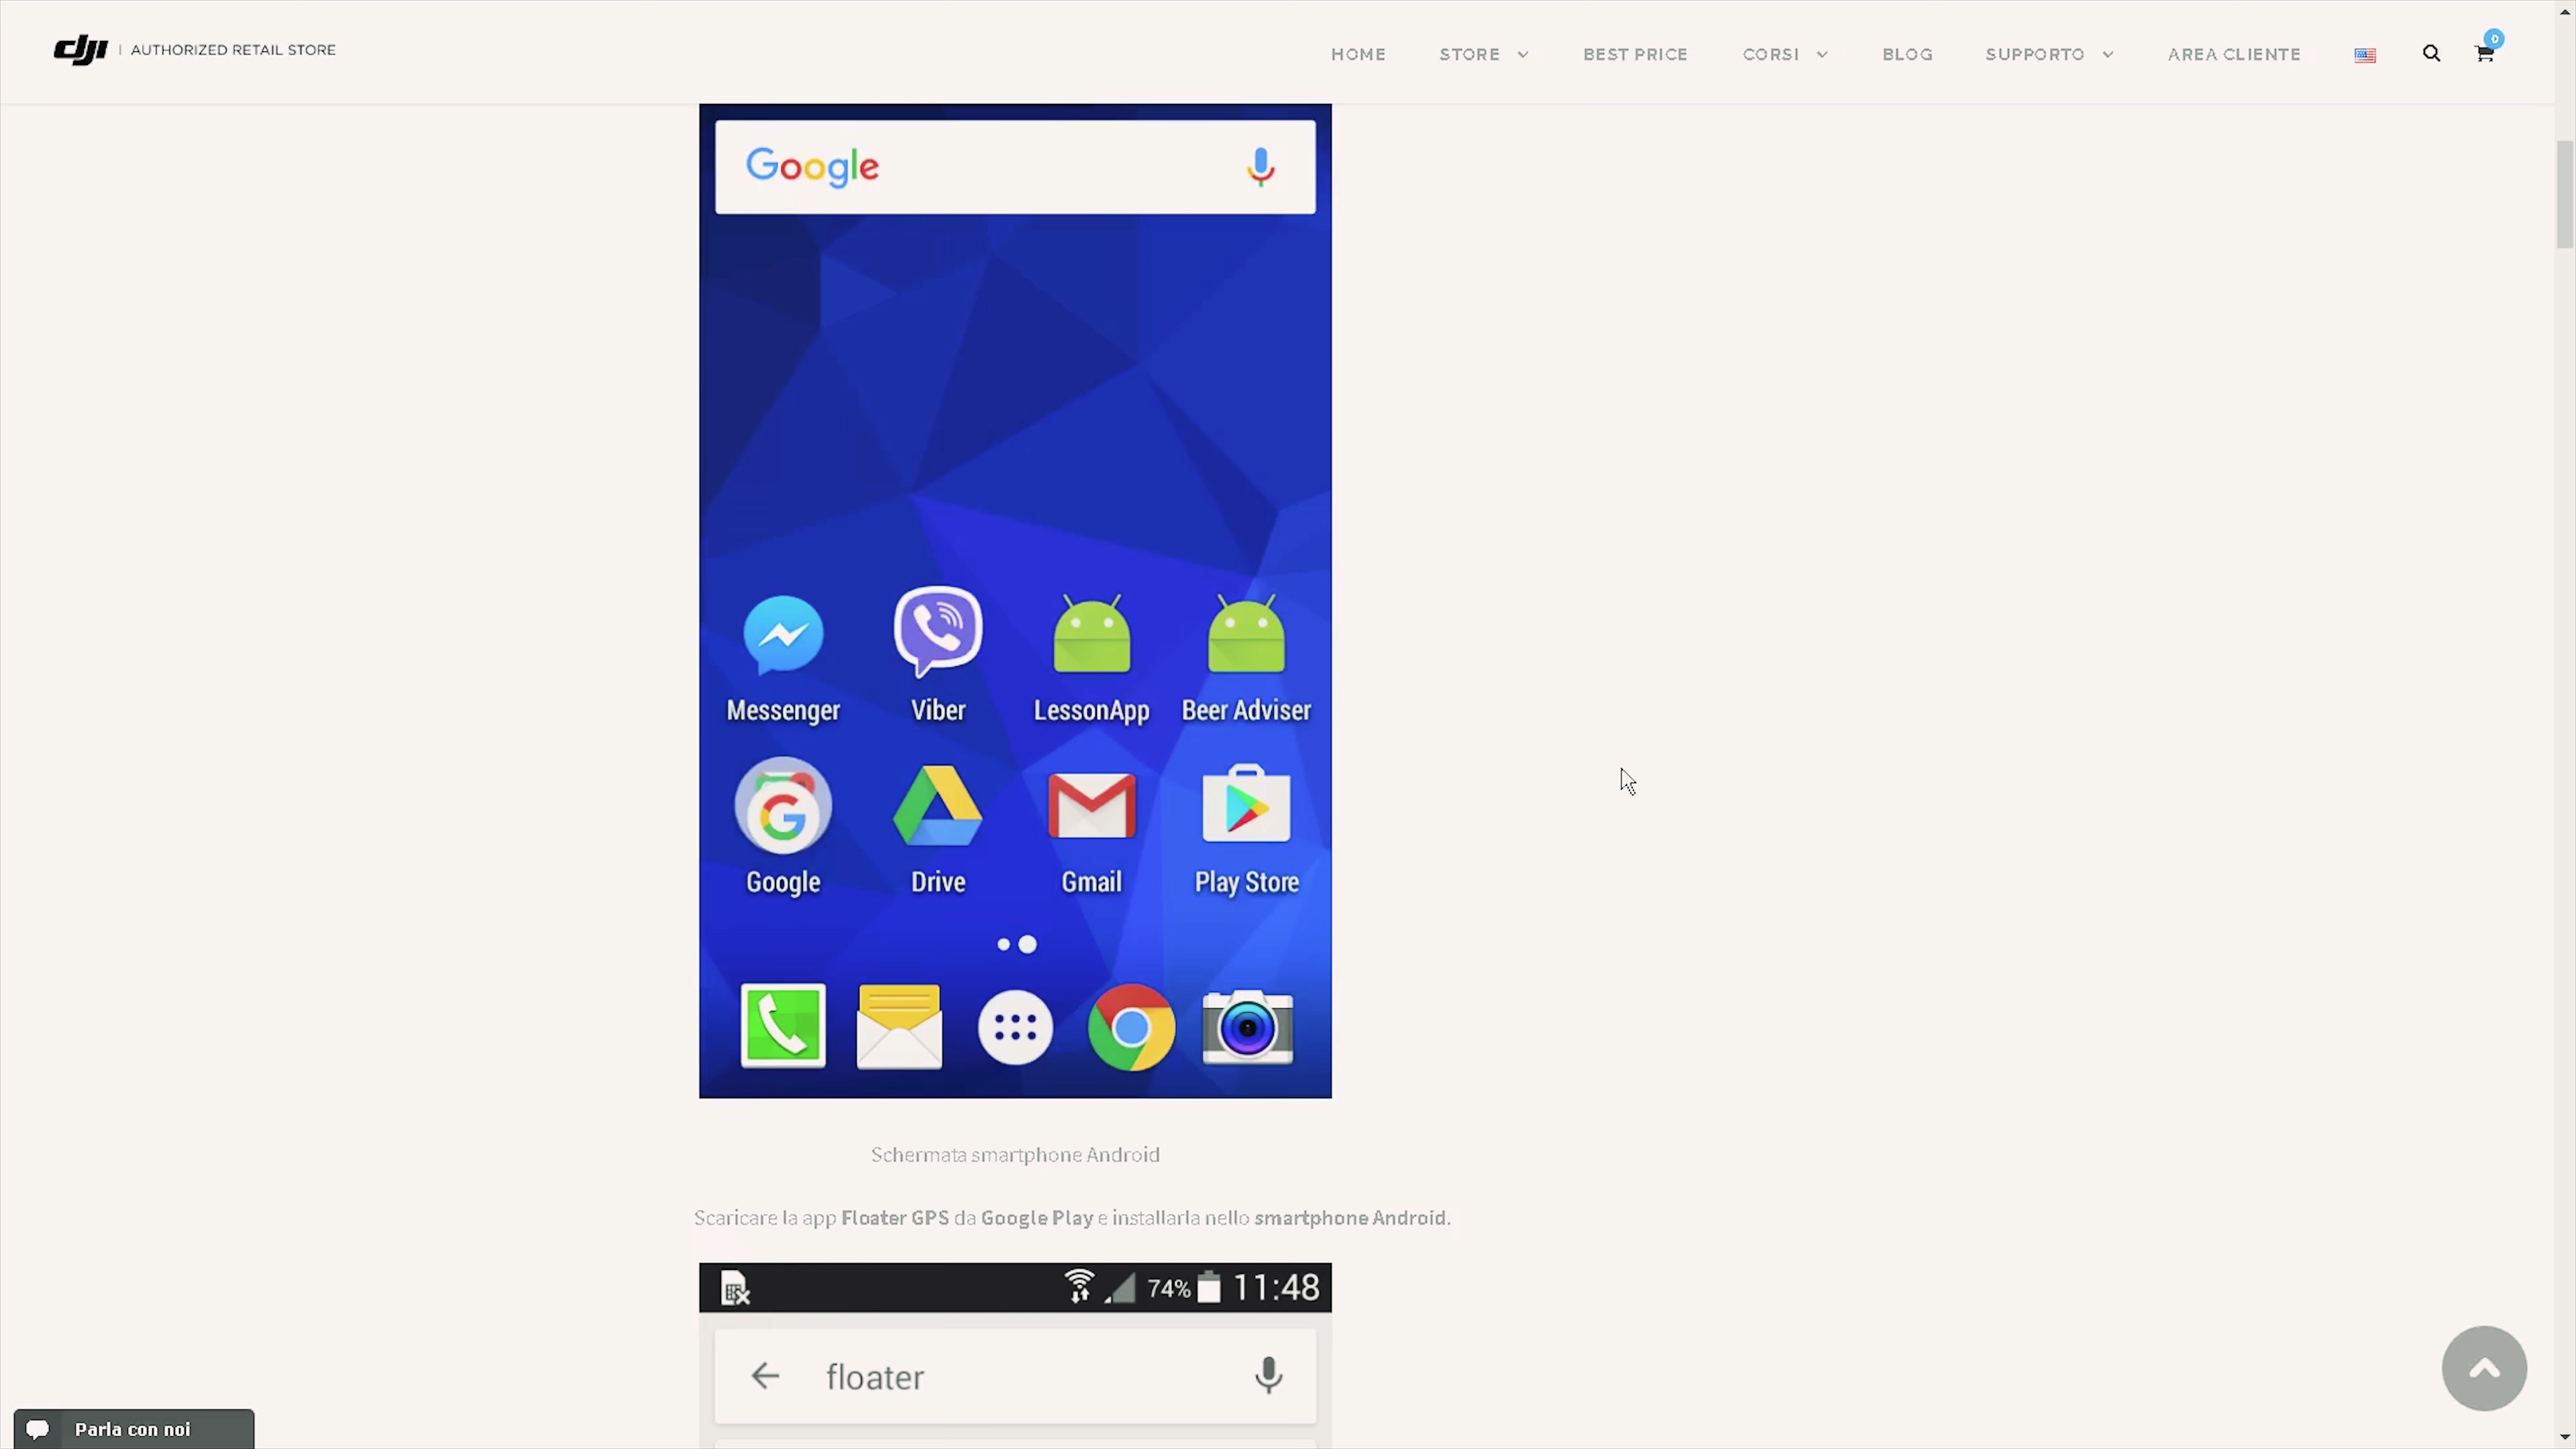 dji | AUTHORIZED RETAIL STORE
HOME STORE BEST PRICE CORSI BLOG SUPPORTO AREA CLIENTE 0
Google
Messenger Viber LessonApp Beer Adviser
Google Drive Gmail Play Store
Schermata smartphone Android
Scaricare la app Floater GPS da Google Play e installarla nello smartphone Android.
74% 11:48
floater
Parla con noi